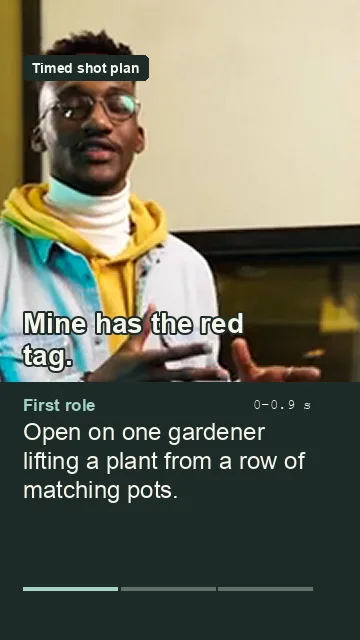 Timed shot plan
Mine has the red
tag.
First role
0–0.9 s
Open on one gardener
lifting a plant from a row of
matching pots.